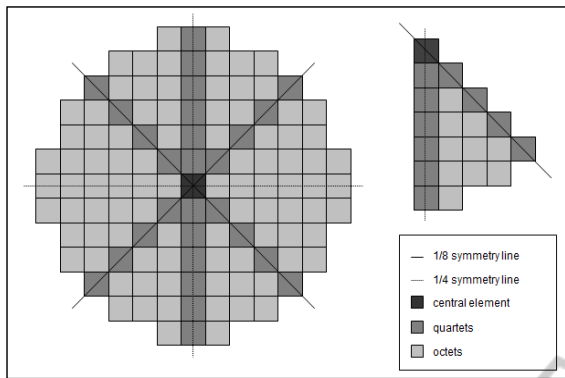 1/8 symmetry line
1/4 symmetry line
central element
quartets
octets